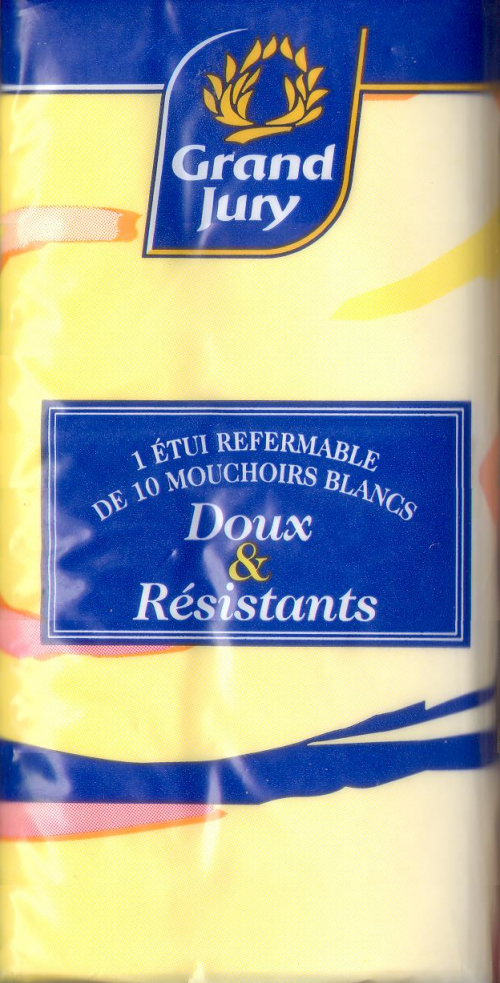 Grand
Jury
1 ÉTUI REFERMABLE
DE 10 MOUCHOIRS BLANCS
Doux
&
Résistants